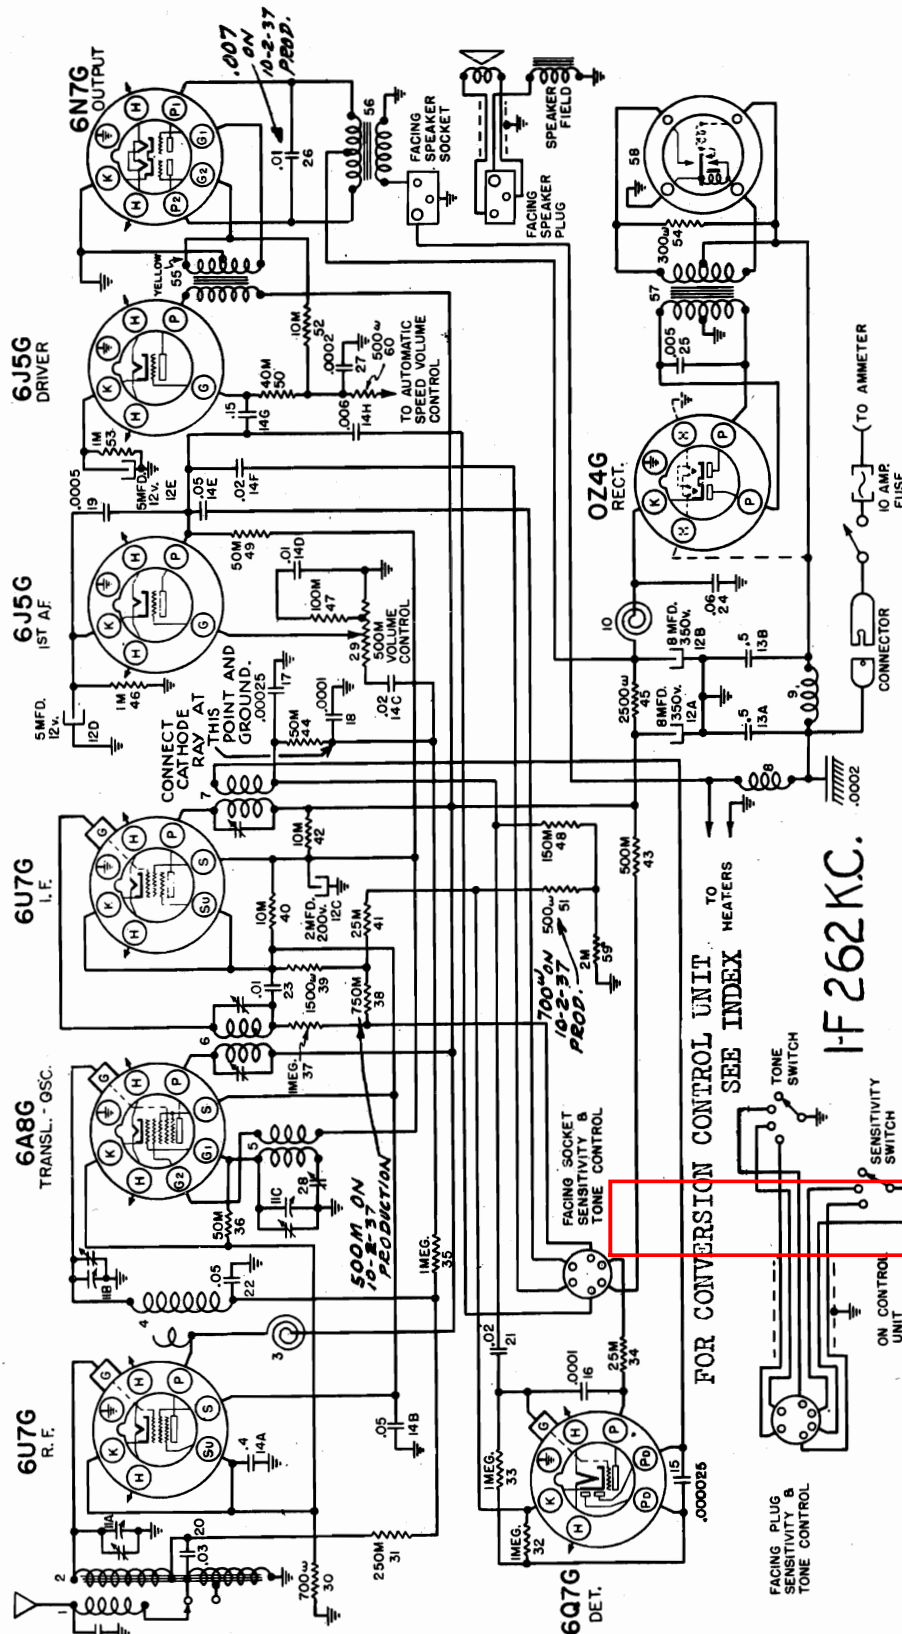 6U7G
R.F.
6A8G
TRANSL.-OSC.
6U7G
I.F.
6J5G
1ST A.F.
6J5G
DRIVER
6N7G
OUTPUT
.007
ON
10-2-37
PROD.
YELLOW
FACING
SPEAKER
SOCKET
FACING
SPEAKER
PLUG
SPEAKER
FIELD
TO AUTOMATIC
SPEED VOLUME
CONTROL
500M
VOLUME
CONTROL
CONNECT
CATHODE
RAY AT
THIS
POINT AND
GROUND.
500M ON
10-2-37
PRODUCTION
700ω ON
10-2-37
PROD.
0Z4G
RECT.
6Q7G
DET.
FACING SOCKET
SENSITIVITY &
TONE CONTROL
FOR CONVERSION CONTROL UNIT
SEE INDEX
TO
HEATERS
I-F 262 K.C.
FACING PLUG
SENSITIVITY &
TONE CONTROL
TONE
SWITCH
SENSITIVITY
SWITCH
ON CONTROL
UNIT
CONNECTOR
10 AMP.
FUSE
TO AMMETER
1
2
11A
20
.03
700ω
30
250M
31
.4
14A
.05
14B
3
4
11B
.05
22
50M
36
11C
28
5
1MEG.
35
6
1MEG.
37
.01
23
1500ω
39
750M
38
10M
40
25M
41
2MFD.
200v.
12C
10M
42
7
50M
44
.0001
18
.00025
17
5MFD.
12v.
12D
1M
46
.0005
19
50M
49
.01
14D
100M
47
29
.02
14C
.05
14E
.02
14F
1M
53
5MFD.
12v.
12E
.15
14G
40M
50
10M
52
.0002
27
500ω
60
.006
14H
55
.01
26
56
1MEG.
32
1MEG.
33
.02
21
.0001
16
25M
34
15
.000025
150M
48
500ω
51
2M
59
500M
43
2500ω
45
10
8MFD.
350v.
12A
8MFD.
350v.
12B
.5
13A
.5
13B
.06
24
8
9
.0002
.005
25
57
300ω
54
58